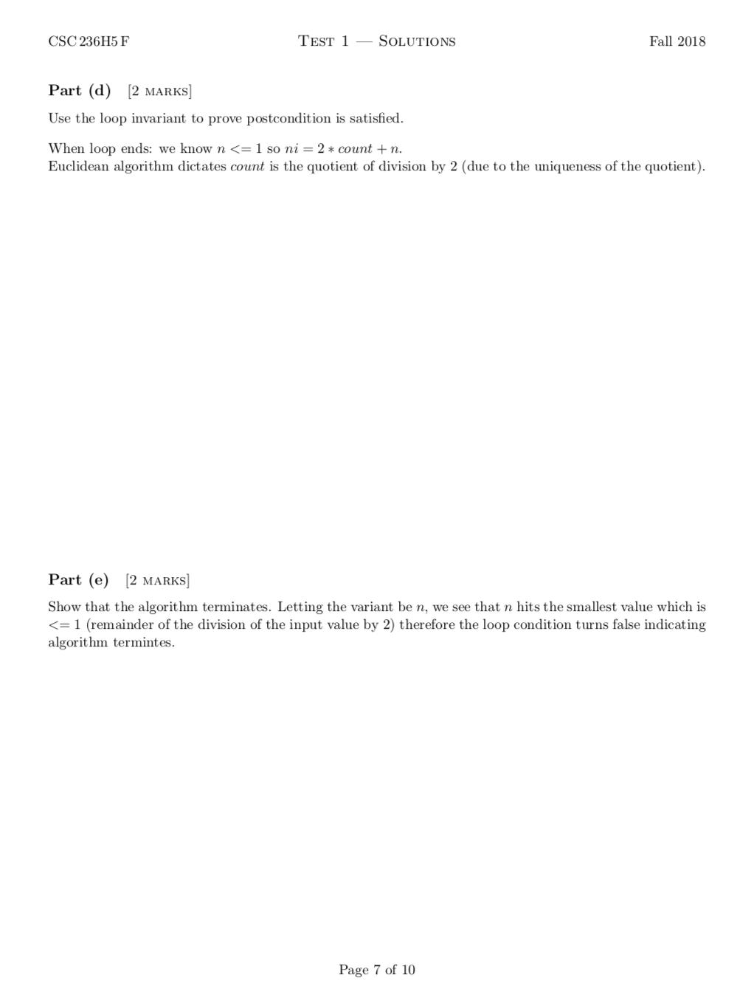 CSC 236H5 F
Test 1 — Solutions
Fall 2018
Part (d) [2 marks]
Use the loop invariant to prove postcondition is satisfied.
When loop ends: we know n <= 1 so ni = 2 ∗ count + n.
Euclidean algorithm dictates count is the quotient of division by 2 (due to the uniqueness of the quotient).
Part (e) [2 marks]
Show that the algorithm terminates. Letting the variant be n, we see that n hits the smallest value which is
<= 1 (remainder of the division of the input value by 2) therefore the loop condition turns false indicating
algorithm termintes.
Page 7 of 10